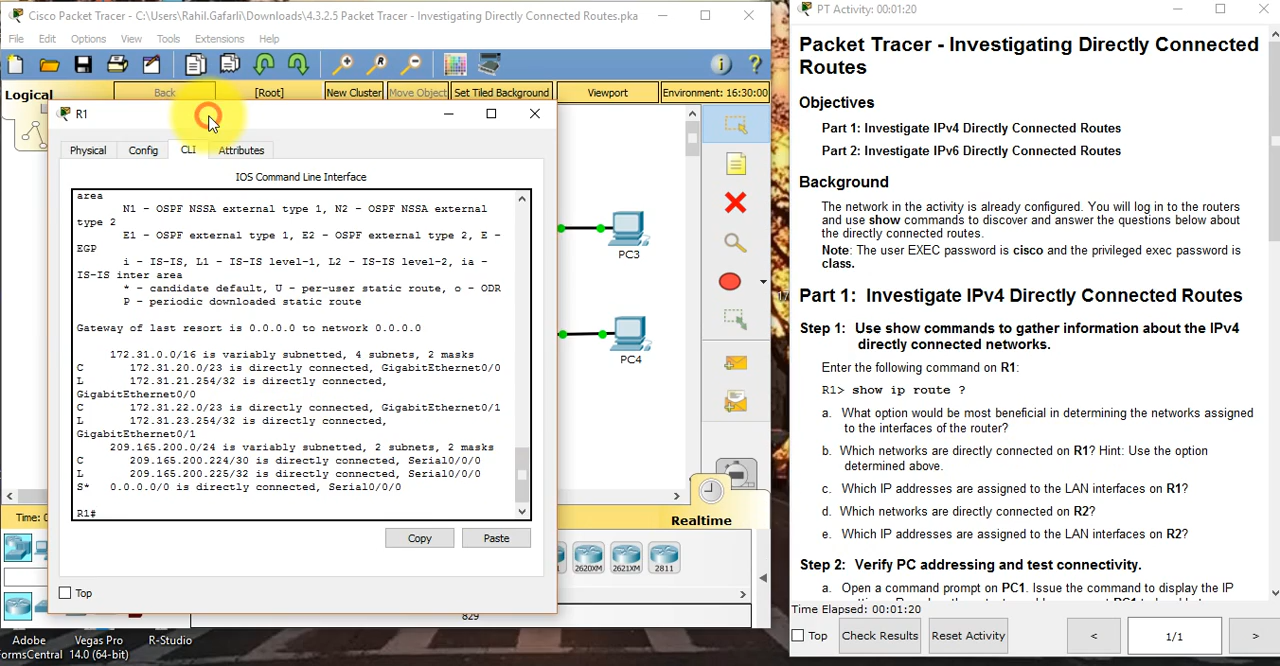 Cisco Packet Tracer - C:\Users\Rahil.Gafarli\Downloads\4.3.2.5 Packet Tracer - Investigating Directly Connected Routes.pka
File Edit Options View Tools Extensions Help
Logical
Back
[Root]
New Cluster
Move Object
Set Tiled Background
Viewport
Environment: 16:30:00
R1
Physical Config CLI Attributes
IOS Command Line Interface
area
N1 - OSPF NSSA external type 1, N2 - OSPF NSSA external
type 2
E1 - OSPF external type 1, E2 - OSPF external type 2, E -
EGP
i - IS-IS, L1 - IS-IS level-1, L2 - IS-IS level-2, ia -
IS-IS inter area
* - candidate default, U - per-user static route, o - ODR
P - periodic downloaded static route
Gateway of last resort is 0.0.0.0 to network 0.0.0.0
172.31.0.0/16 is variably subnetted, 4 subnets, 2 masks
C 172.31.20.0/23 is directly connected, GigabitEthernet0/0
L 172.31.21.254/32 is directly connected,
GigabitEthernet0/0
C 172.31.22.0/23 is directly connected, GigabitEthernet0/1
L 172.31.23.254/32 is directly connected,
GigabitEthernet0/1
209.165.200.0/24 is variably subnetted, 2 subnets, 2 masks
C 209.165.200.224/30 is directly connected, Serial0/0/0
L 209.165.200.225/32 is directly connected, Serial0/0/0
S* 0.0.0.0/0 is directly connected, Serial0/0/0
R1#
Copy
Paste
Top
PC3
PC4
Time:
Realtime
2620XM
2621XM
2811
829
Adobe
FormsCentral
Vegas Pro
14.0 (64-bit)
R-Studio
PT Activity: 00:01:20
Packet Tracer - Investigating Directly Connected
Routes
Objectives
Part 1: Investigate IPv4 Directly Connected Routes
Part 2: Investigate IPv6 Directly Connected Routes
Background
The network in the activity is already configured. You will log in to the routers
and use show commands to discover and answer the questions below about
the directly connected routes.
Note: The user EXEC password is cisco and the privileged exec password is
class.
Part 1: Investigate IPv4 Directly Connected Routes
Step 1: Use show commands to gather information about the IPv4
directly connected networks.
Enter the following command on R1:
R1> show ip route ?
a. What option would be most beneficial in determining the networks assigned
to the interfaces of the router?
b. Which networks are directly connected on R1? Hint: Use the option
determined above.
c. Which IP addresses are assigned to the LAN interfaces on R1?
d. Which networks are directly connected on R2?
e. Which IP addresses are assigned to the LAN interfaces on R2?
Step 2: Verify PC addressing and test connectivity.
a. Open a command prompt on PC1. Issue the command to display the IP
Time Elapsed: 00:01:20
Top
Check Results
Reset Activity
<
1/1
>